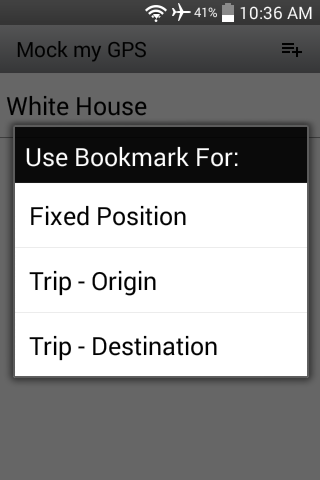 41% 10:36 AM
Mock my GPS
White House
Use Bookmark For:
Fixed Position
Trip - Origin
Trip - Destination